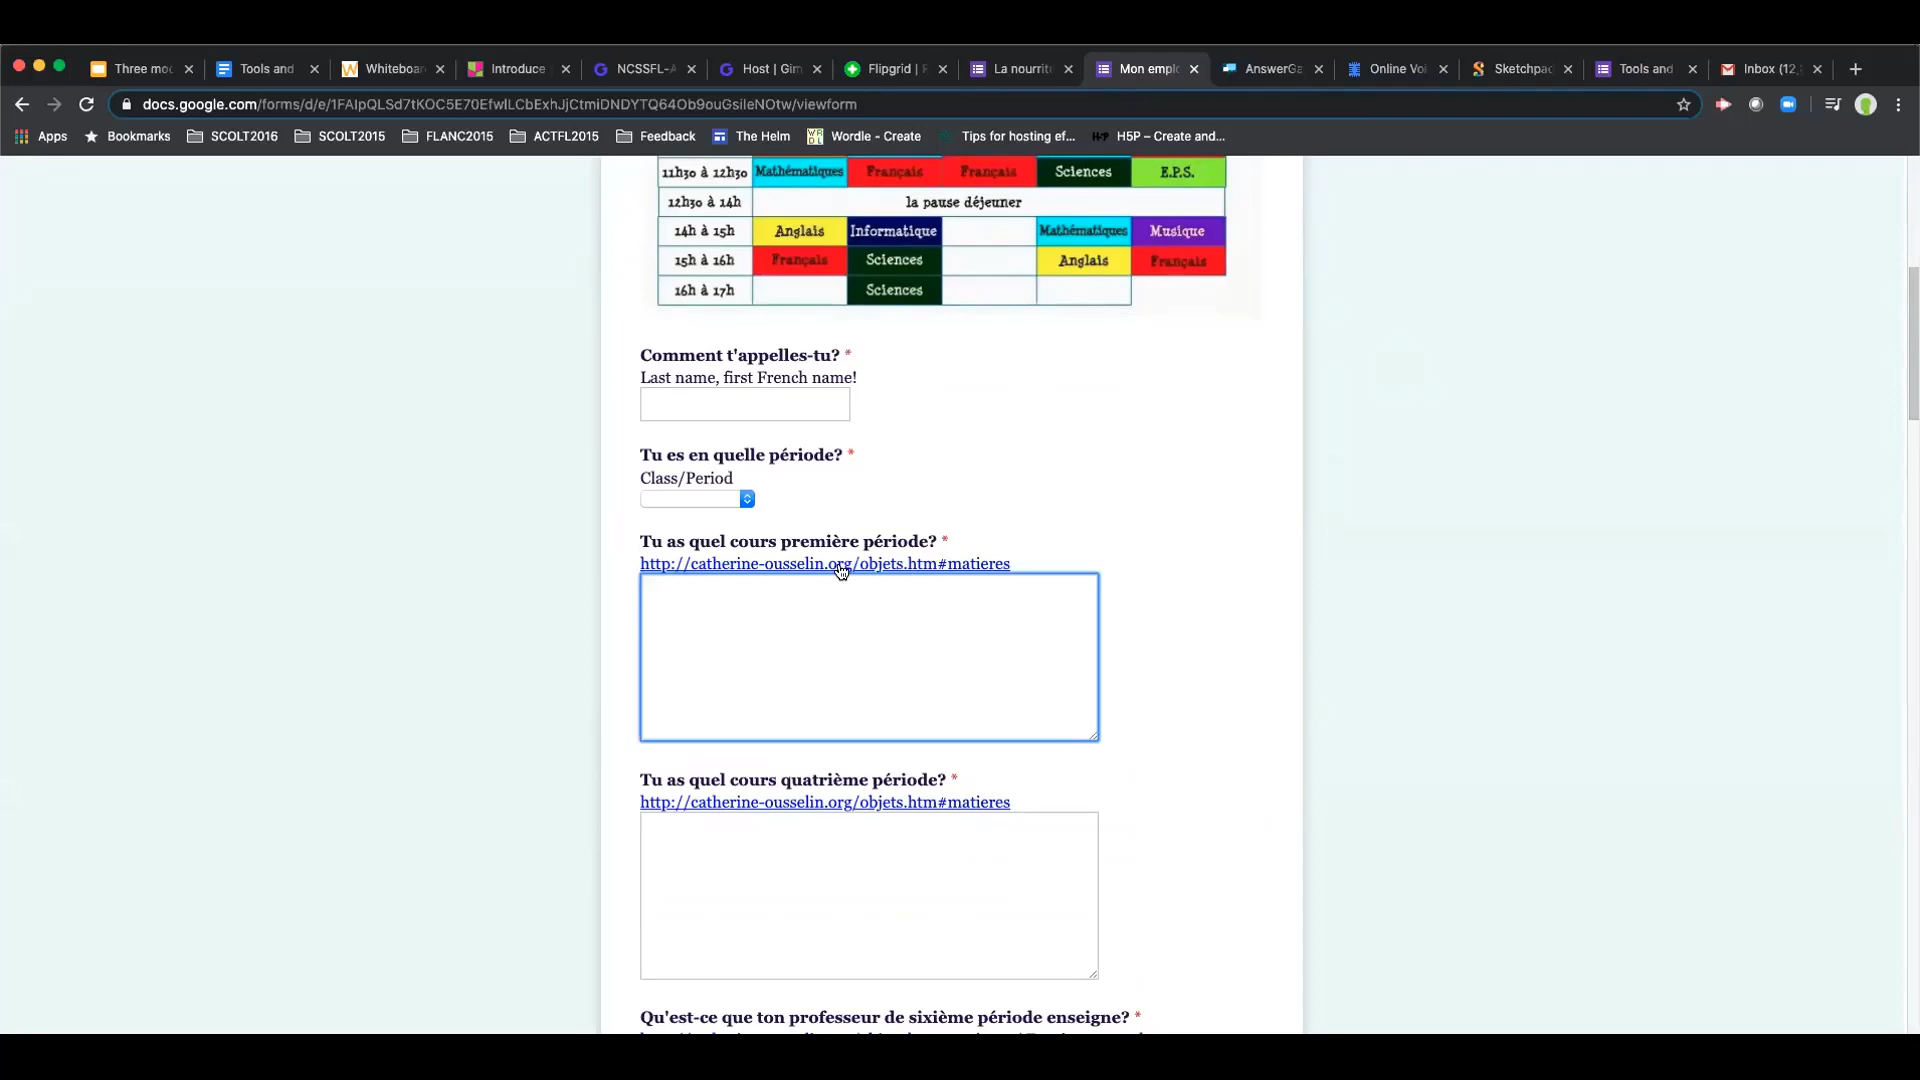 Three mo
Tools and
Whiteboar
Introduce
NCSSFL-A
Host | Gim
Flipgrid |
La nourrit
Mon emplo
AnswerGa
Online Voi
Sketchpad
Tools and
Inbox (12,
docs.google.com/forms/d/e/1FAIpQLSd7tKOC5E70EfwlLCbExhJjCtmiDNDYTQ64Ob9ouGsileNOtw/viewform
Apps
Bookmarks
SCOLT2016
SCOLT2015
FLANC2015
ACTFL2015
Feedback
The Helm
Wordle - Create
Tips for hosting ef...
H5P – Create and...
11h30 à 12h30 Mathématiques Français Français Sciences E.P.S.
12h30 à 14h la pause déjeuner
14h à 15h Anglais Informatique Mathématiques Musique
15h à 16h Français Sciences Anglais Français
16h à 17h Sciences
Comment t'appelles-tu? *
Last name, first French name!
Tu es en quelle période? *
Class/Period
Tu as quel cours première période? *
http://catherine-ousselin.org/objets.htm#matieres
Tu as quel cours quatrième période? *
http://catherine-ousselin.org/objets.htm#matieres
Qu'est-ce que ton professeur de sixième période enseigne? *